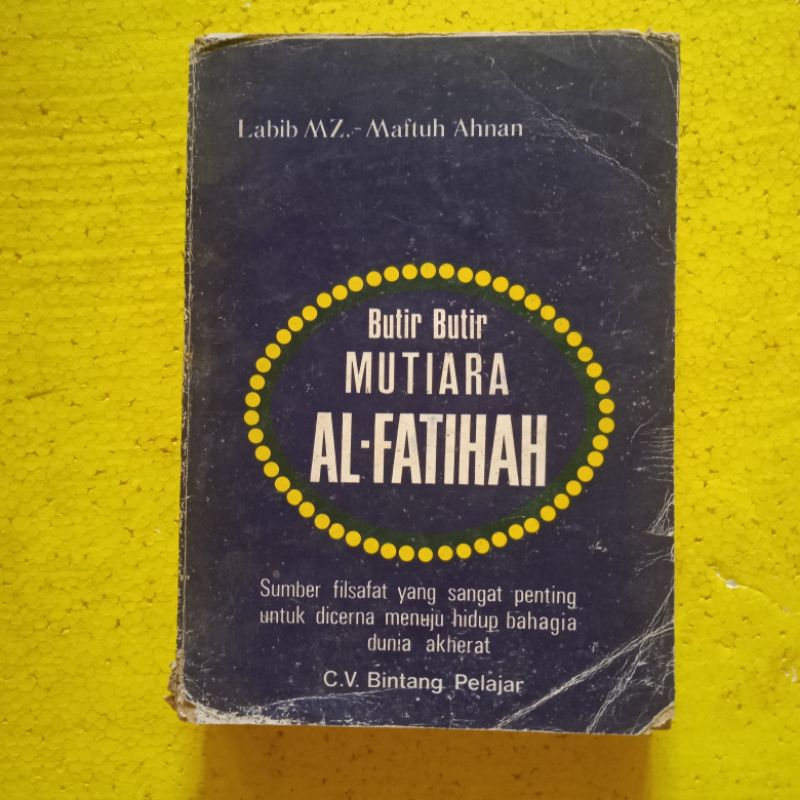 Labib MZ.- Maftuh Ahnan
Butir Butir
MUTIARA
AL-FATIHAH
Sumber filsafat yang sangat penting
untuk dicerna menuju hidup bahagia
dunia akherat
C.V. Bintang Pelajar